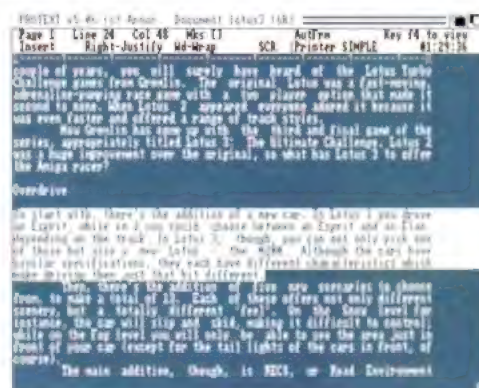 PROTEXT v5 Document Lotus3
Page 1 Line 24 Col 48 Mks [] AutFrm Key f4 to view
Insert Right-Justify Wd-Wrap SCR Printer SIMPLE 01:29:36
couple of years, you will surely have heard of the Lotus Turbo
Challenge games from Gremlin. The original, Lotus was a fast-moving,
racing game with a two player option that made it
second to none. When Lotus 2 appeared everyone adored it because it
was even faster and offered a range of track styles.
Now Gremlin has come up with the third and final game of the
series, appropriately titled Lotus 3: The Ultimate Challenge. Lotus 2
was a huge improvement over the original, so what has Lotus 3 to offer
the Amiga racer?
Overdrive
To start with, there's the addition of a new car. In Lotus 1 you drove
an Esprit, while in 2 you could choose between an Esprit and an Elan
depending on the track. In Lotus 3, though, you can not only pick one
of these but also a new Lotus - the M200. Although the cars have
similar specifications, they each have different characteristics which
make driving them just that bit different.
Then, there's the addition of five new scenarios to choose
from, to make a total of 13. Each of these offers not only different
scenery, but a totally different 'feel'. On the Snow level for
instance, the car will slip and skid, making it difficult to control,
while on the Fog level you will only be able to see the area just in
front of your car (except for the tail lights of the cars in front, of
course).
The main addition, though, is RECS, or Road Environment